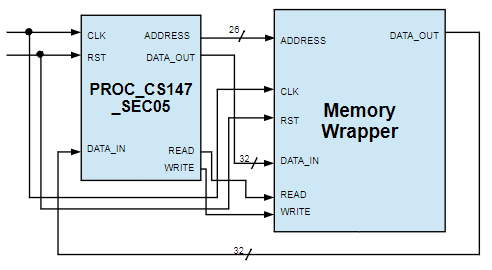 CLK
RST
PROC_CS147
_SEC05
DATA_IN
ADDRESS
DATA_OUT
READ
WRITE
26
32
ADDRESS
CLK
RST
DATA_IN
READ
WRITE
Memory
Wrapper
DATA_OUT
32